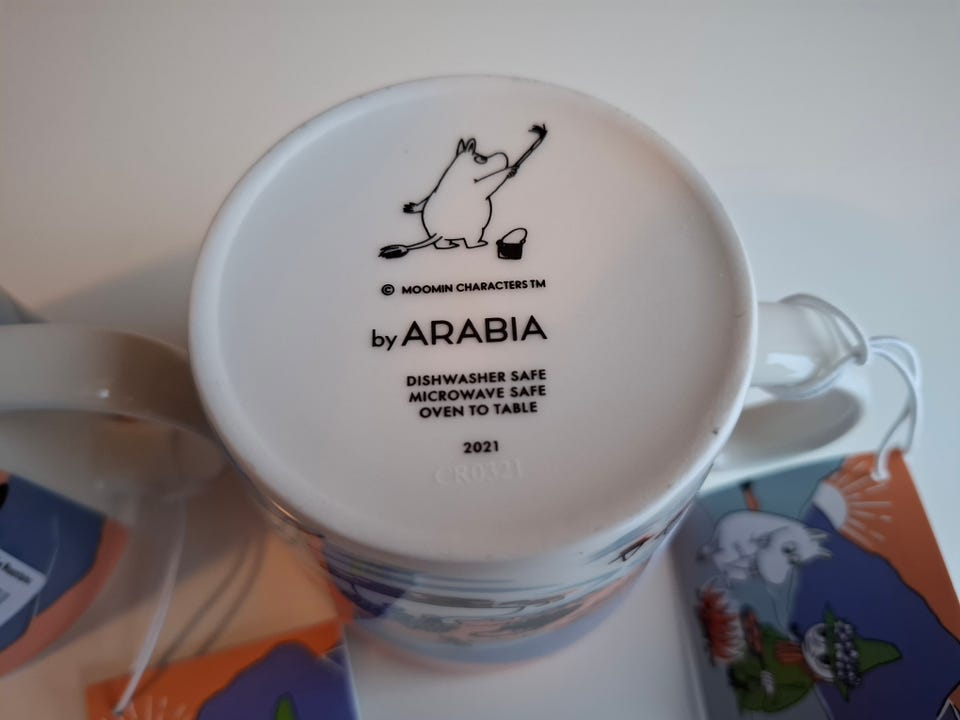 © MOOMIN CHARACTERS TM
by ARABIA
DISHWASHER SAFE
MICROWAVE SAFE
OVEN TO TABLE
2021
CR0321